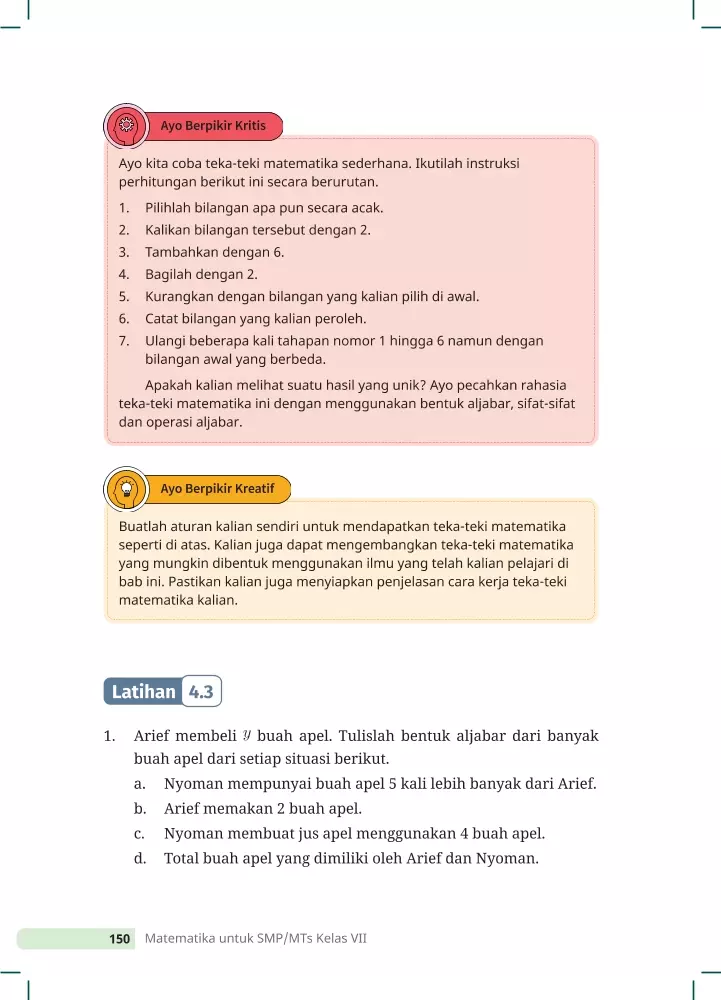 Ayo Berpikir Kritis
Ayo kita coba teka-teki matematika sederhana. Ikutilah instruksi
perhitungan berikut ini secara berurutan.
1. Pilihlah bilangan apa pun secara acak.
2. Kalikan bilangan tersebut dengan 2.
3. Tambahkan dengan 6.
4. Bagilah dengan 2.
5. Kurangkan dengan bilangan yang kalian pilih di awal.
6. Catat bilangan yang kalian peroleh.
7. Ulangi beberapa kali tahapan nomor 1 hingga 6 namun dengan
bilangan awal yang berbeda.
Apakah kalian melihat suatu hasil yang unik? Ayo pecahkan rahasia
teka-teki matematika ini dengan menggunakan bentuk aljabar, sifat-sifat
dan operasi aljabar.
Ayo Berpikir Kreatif
Buatlah aturan kalian sendiri untuk mendapatkan teka-teki matematika
seperti di atas. Kalian juga dapat mengembangkan teka-teki matematika
yang mungkin dibentuk menggunakan ilmu yang telah kalian pelajari di
bab ini. Pastikan kalian juga menyiapkan penjelasan cara kerja teka-teki
matematika kalian.
Latihan 4.3
1. Arief membeli y buah apel. Tulislah bentuk aljabar dari banyak
buah apel dari setiap situasi berikut.
a. Nyoman mempunyai buah apel 5 kali lebih banyak dari Arief.
b. Arief memakan 2 buah apel.
c. Nyoman membuat jus apel menggunakan 4 buah apel.
d. Total buah apel yang dimiliki oleh Arief dan Nyoman.
150 Matematika untuk SMP/MTs Kelas VII